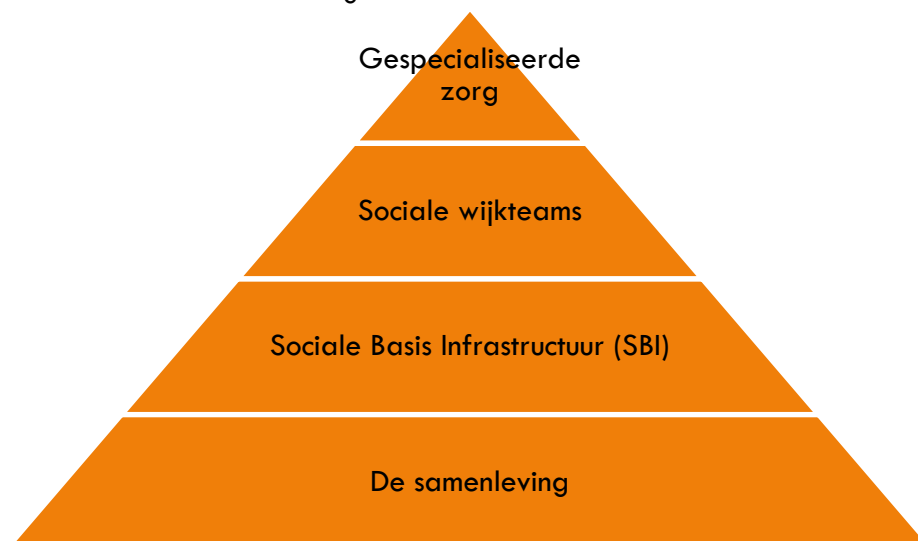 Gespecialiseerde
zorg
Sociale wijkteams
Sociale Basis Infrastructuur (SBI)
De samenleving